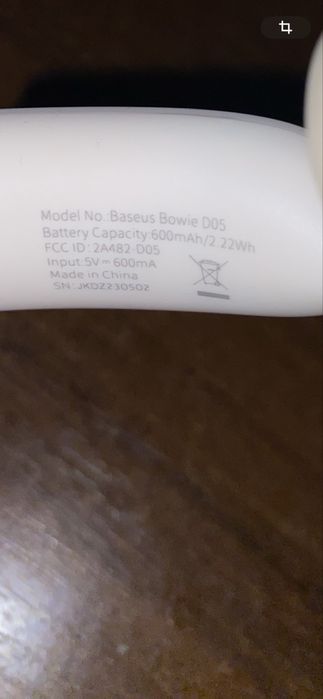 Model No.:Baseus Bowie D05
Battery Capacity:600mAh/2.22Wh
FCC ID: 2A482-D05
Input:5V⎓600mA
Made in China
SN:JKDZ230502